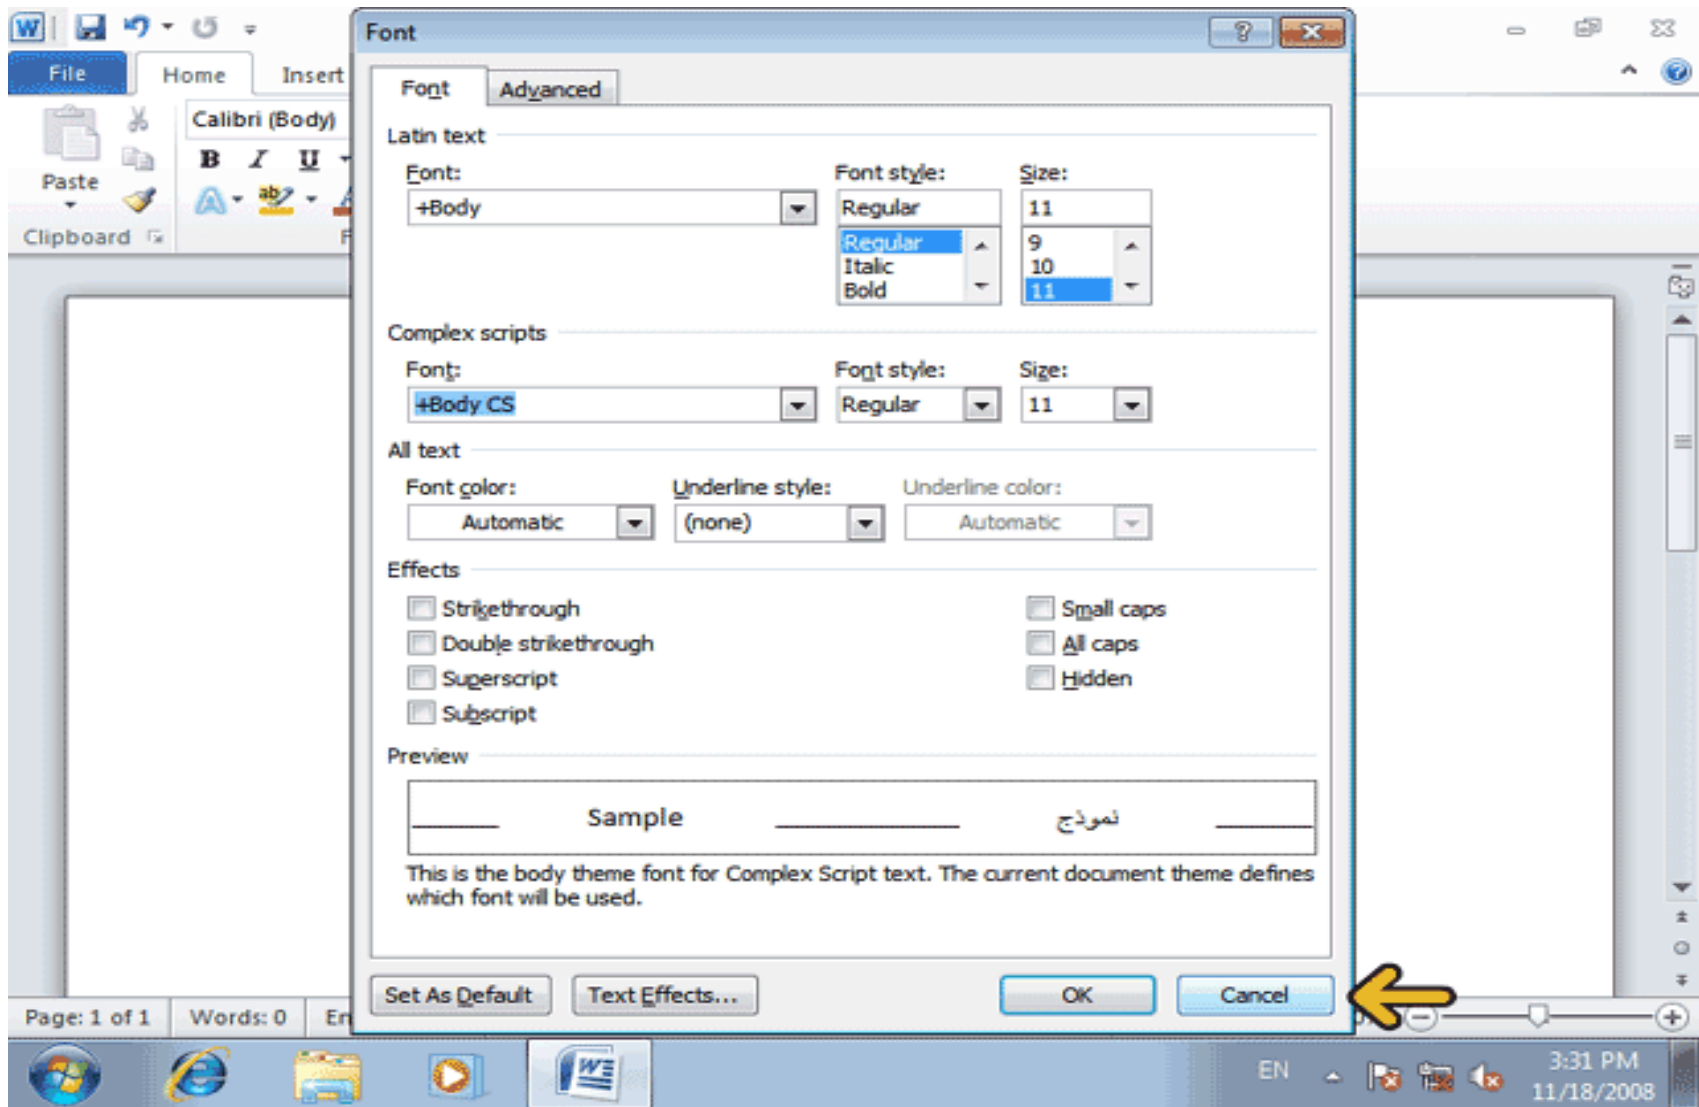 Font
File
Home
Insert
Calibri (Body)
B I U
ab
Paste
Clipboard
Font
Advanced
Latin text
Font:
Font style:
Size:
+Body
Regular
11
Regular
9
Italic
10
Bold
11
Complex scripts
Font:
Font style:
Size:
+Body CS
Regular
11
All text
Font color:
Underline style:
Underline color:
Automatic
(none)
Automatic
Effects
Strikethrough
Small caps
Double strikethrough
All caps
Superscript
Hidden
Subscript
Preview
Sample
نموذج
This is the body theme font for Complex Script text. The current document theme defines
which font will be used.
Set As Default
Text Effects...
OK
Cancel
Page: 1 of 1
Words: 0
En
EN
3:31 PM
11/18/2008